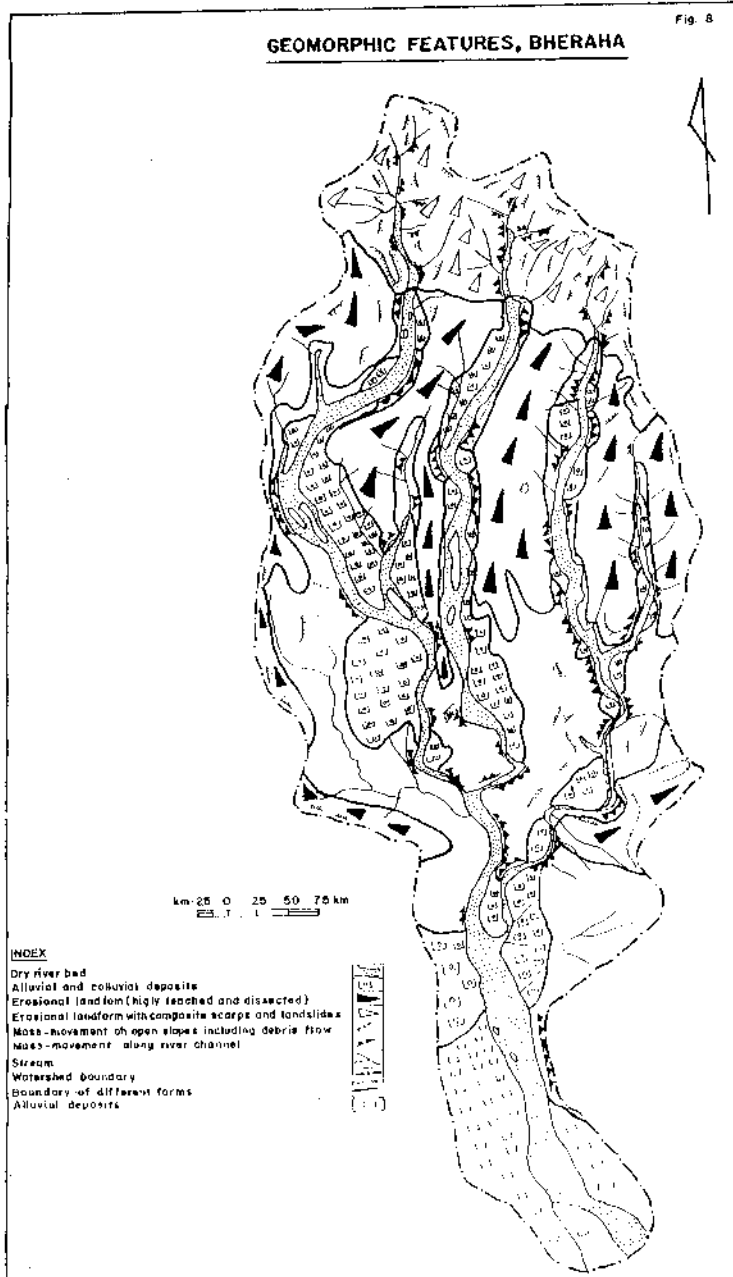 Fig. 8
GEOMORPHIC FEATURES, BHERAHA
km·25 0 25 50 75 km
INDEX
Dry river bed
Alluvial and colluvial deposits
Erosional landform (higly leached and dissected)
Erosional landform with composite scarps and landslides
Mass-movement on open slopes including debris flow
Mass-movement along river channel
Stream
Watershed boundary
Boundary of different forms
Alluvial deposits